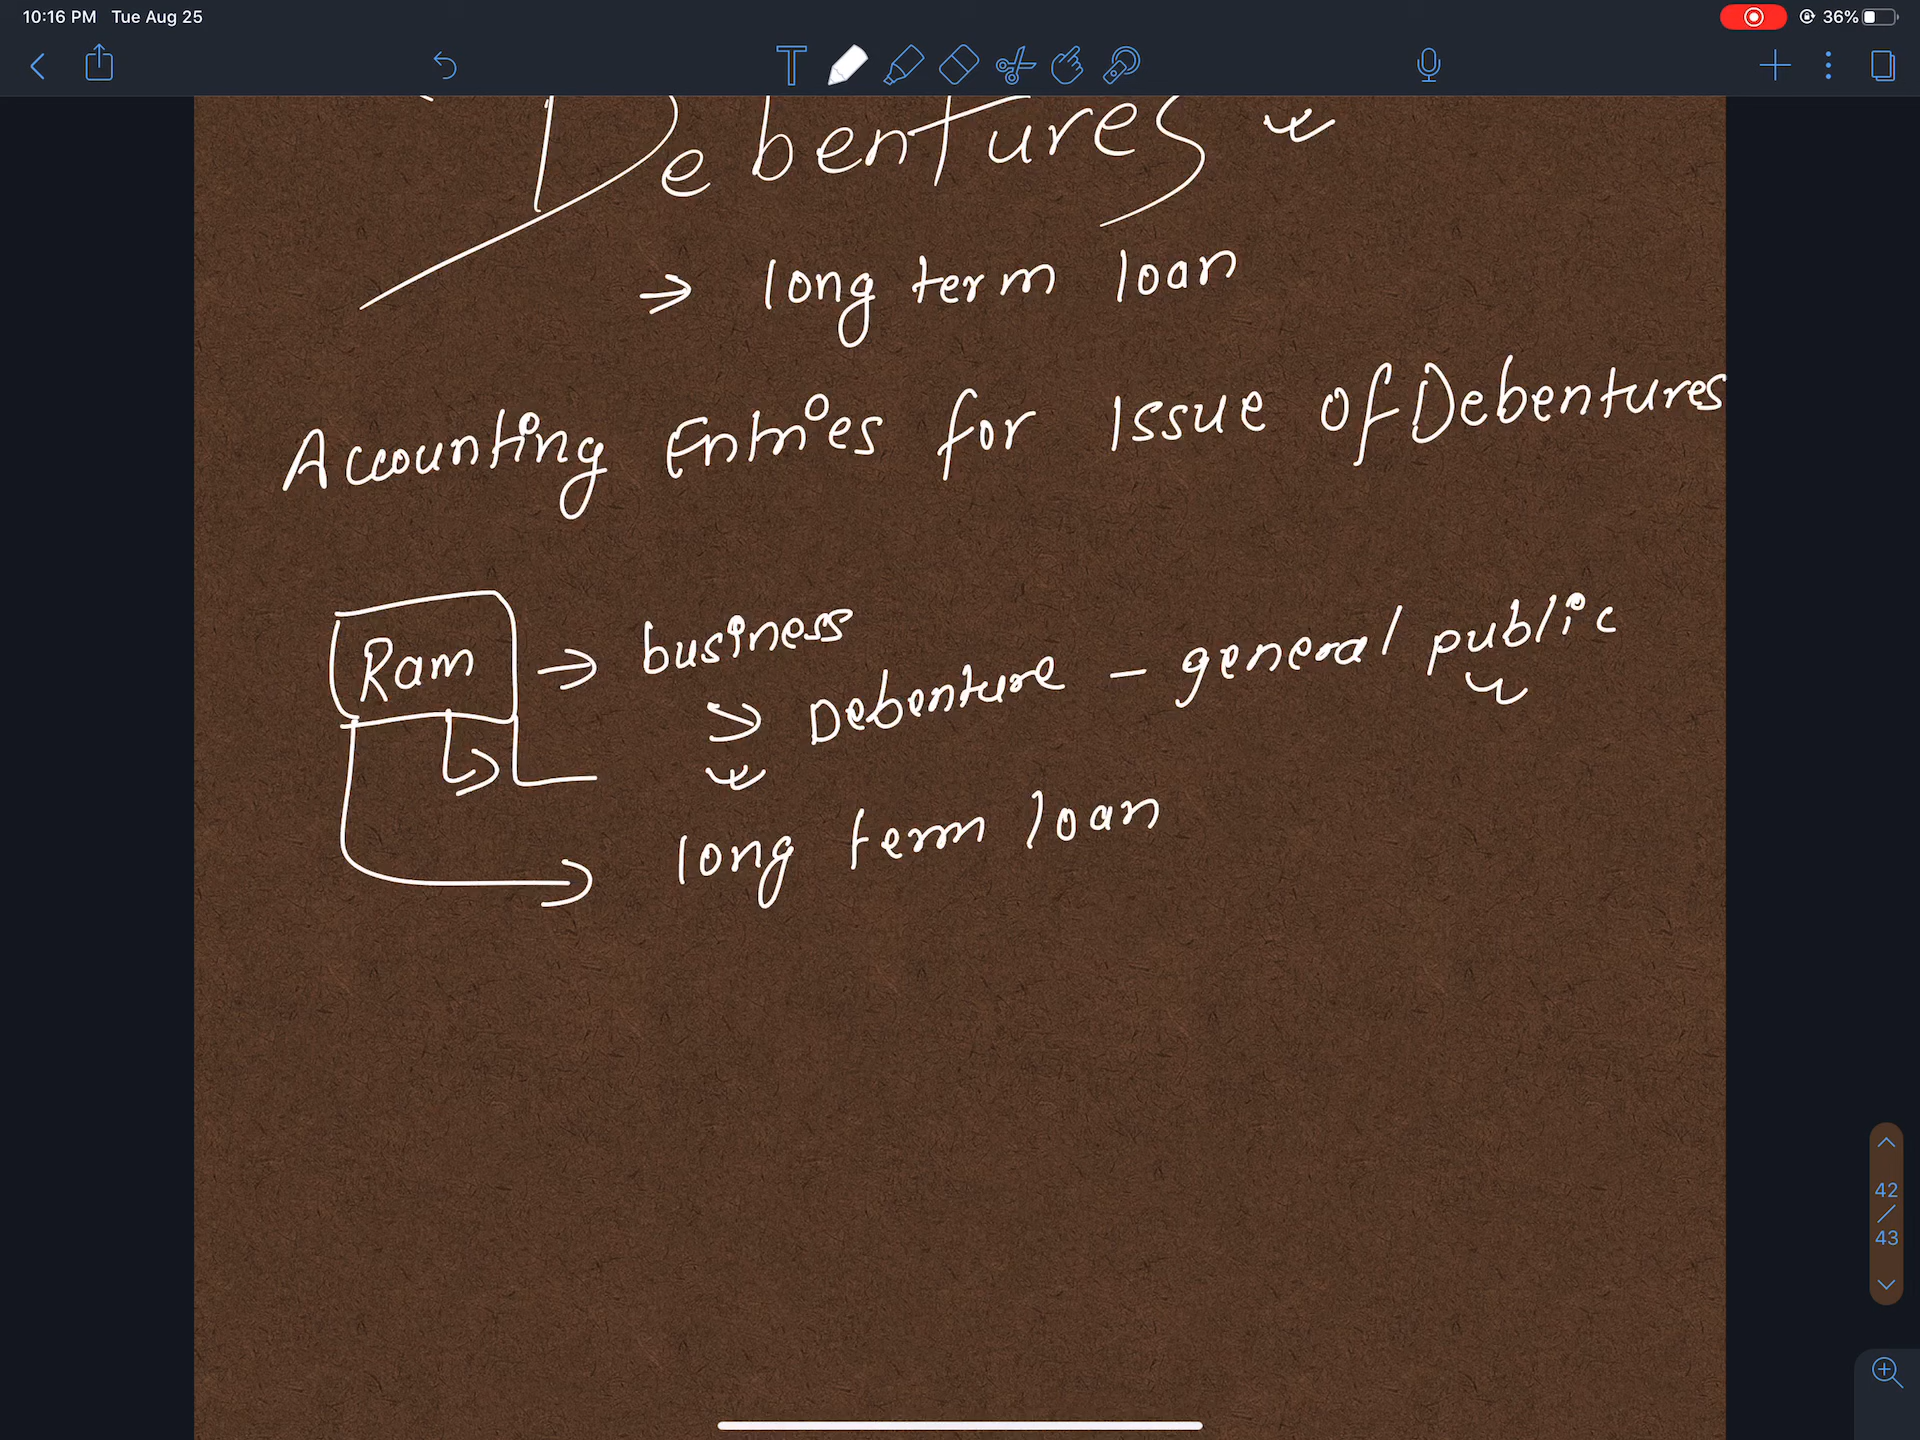 10:16 PM Tue Aug 25
36%
T
Debentures
→ long term loan
Accounting Entries for Issue of Debentures
Ram → business
→ Debenture - general public
long term loan
42
/
43